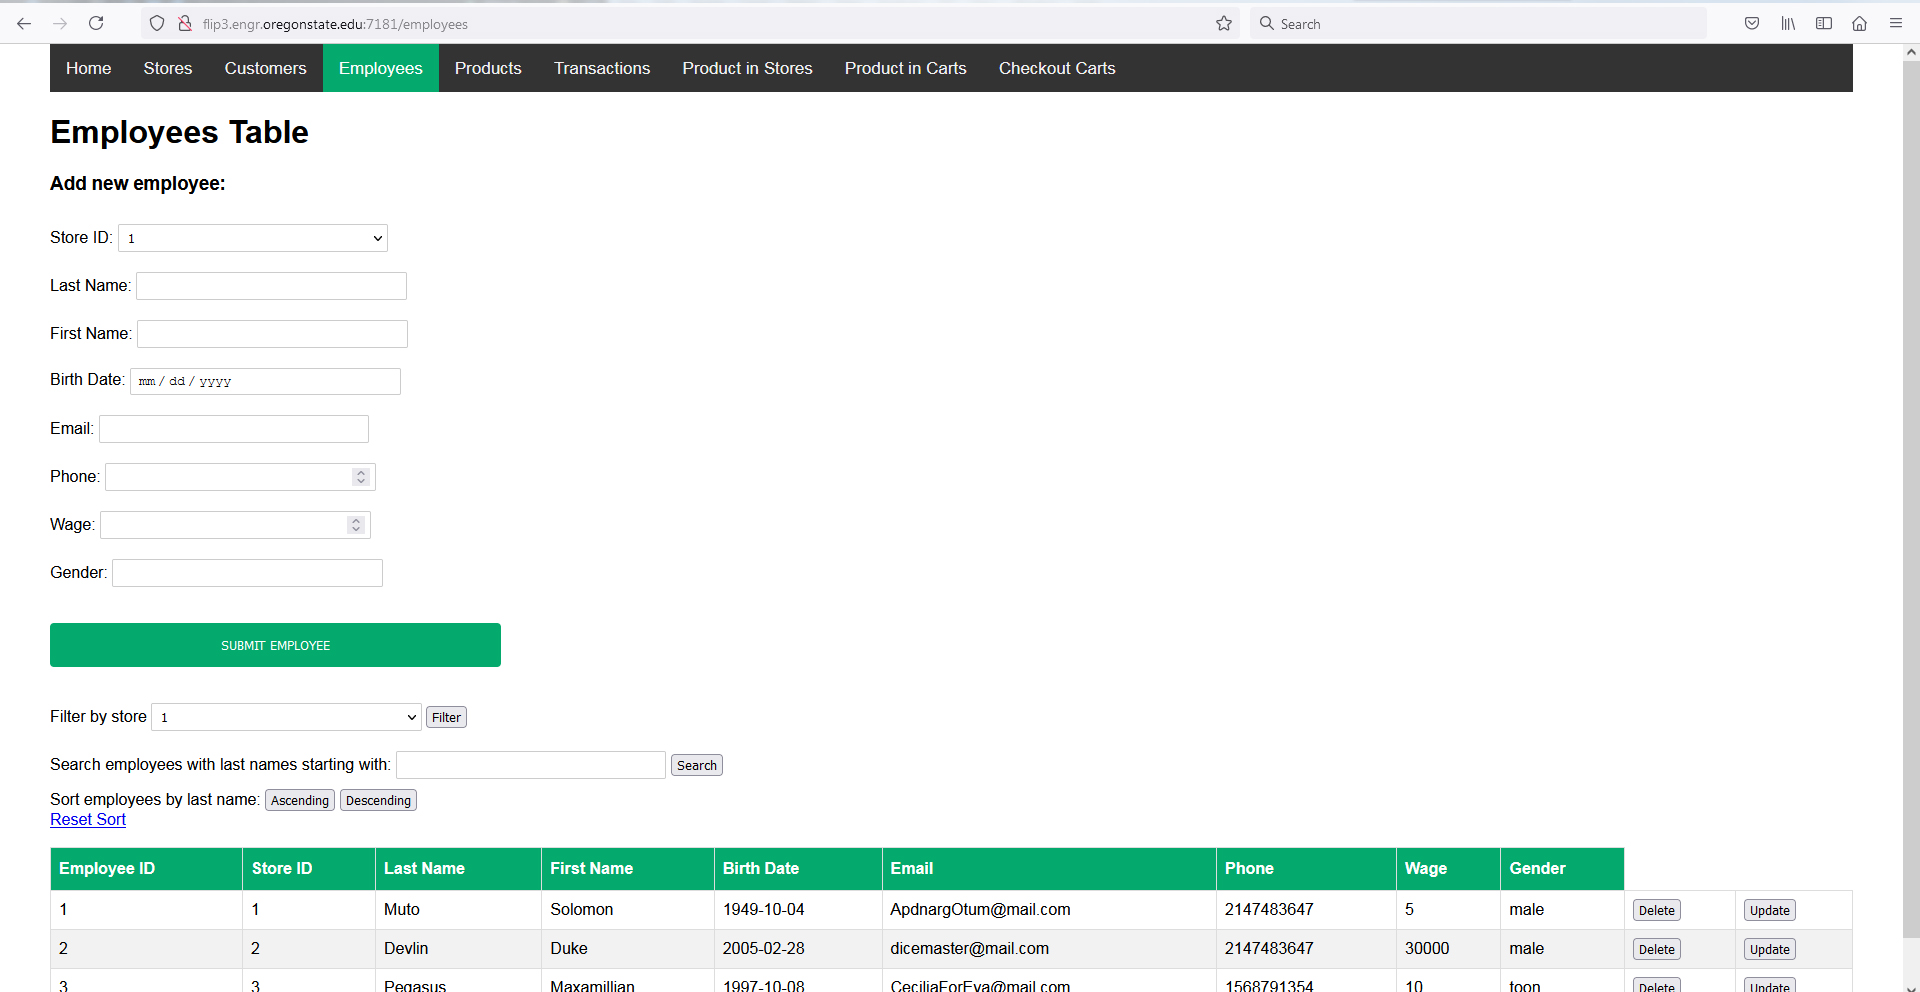 flip3.engr.oregonstate.edu:7181/employees
Search
Home Stores Customers Employees Products Transactions Product in Stores Product in Carts Checkout Carts
Employees Table
Add new employee:
Store ID: 1
Last Name:
First Name:
Birth Date: mm / dd / yyyy
Email:
Phone:
Wage:
Gender:
SUBMIT EMPLOYEE
Filter by store 1 Filter
Search employees with last names starting with: Search
Sort employees by last name: Ascending Descending
Reset Sort
Employee ID Store ID Last Name First Name Birth Date Email Phone Wage Gender
1 1 Muto Solomon 1949-10-04 ApdnargOtum@mail.com 2147483647 5 male Delete Update
2 2 Devlin Duke 2005-02-28 dicemaster@mail.com 2147483647 30000 male Delete Update
3 3 Pegasus Maxamillian 1997-10-08 CeciliaForEva@mail.com 1568791354 10 toon Delete Update